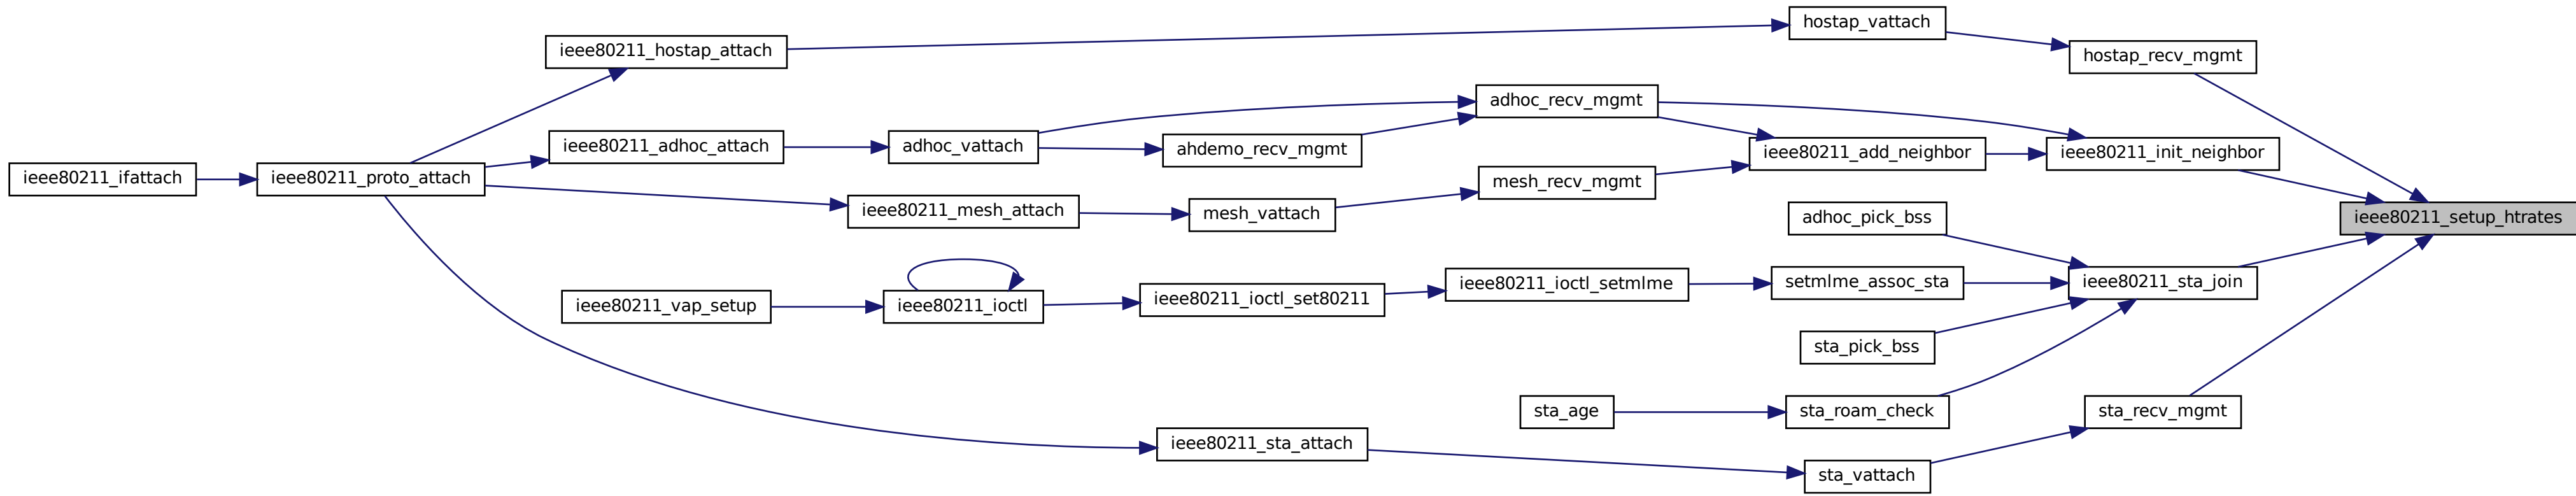 hostap_vattach
ieee80211_hostap_attach
hostap_recv_mgmt
adhoc_recv_mgmt
ieee80211_adhoc_attach
adhoc_vattach
ahdemo_recv_mgmt
ieee80211_add_neighbor
ieee80211_init_neighbor
ieee80211_ifattach
ieee80211_proto_attach
mesh_recv_mgmt
ieee80211_mesh_attach
mesh_vattach
adhoc_pick_bss
ieee80211_setup_htrates
ieee80211_vap_setup
ieee80211_ioctl
ieee80211_ioctl_set80211
ieee80211_ioctl_setmlme
setmlme_assoc_sta
ieee80211_sta_join
sta_pick_bss
sta_age
sta_roam_check
sta_recv_mgmt
ieee80211_sta_attach
sta_vattach